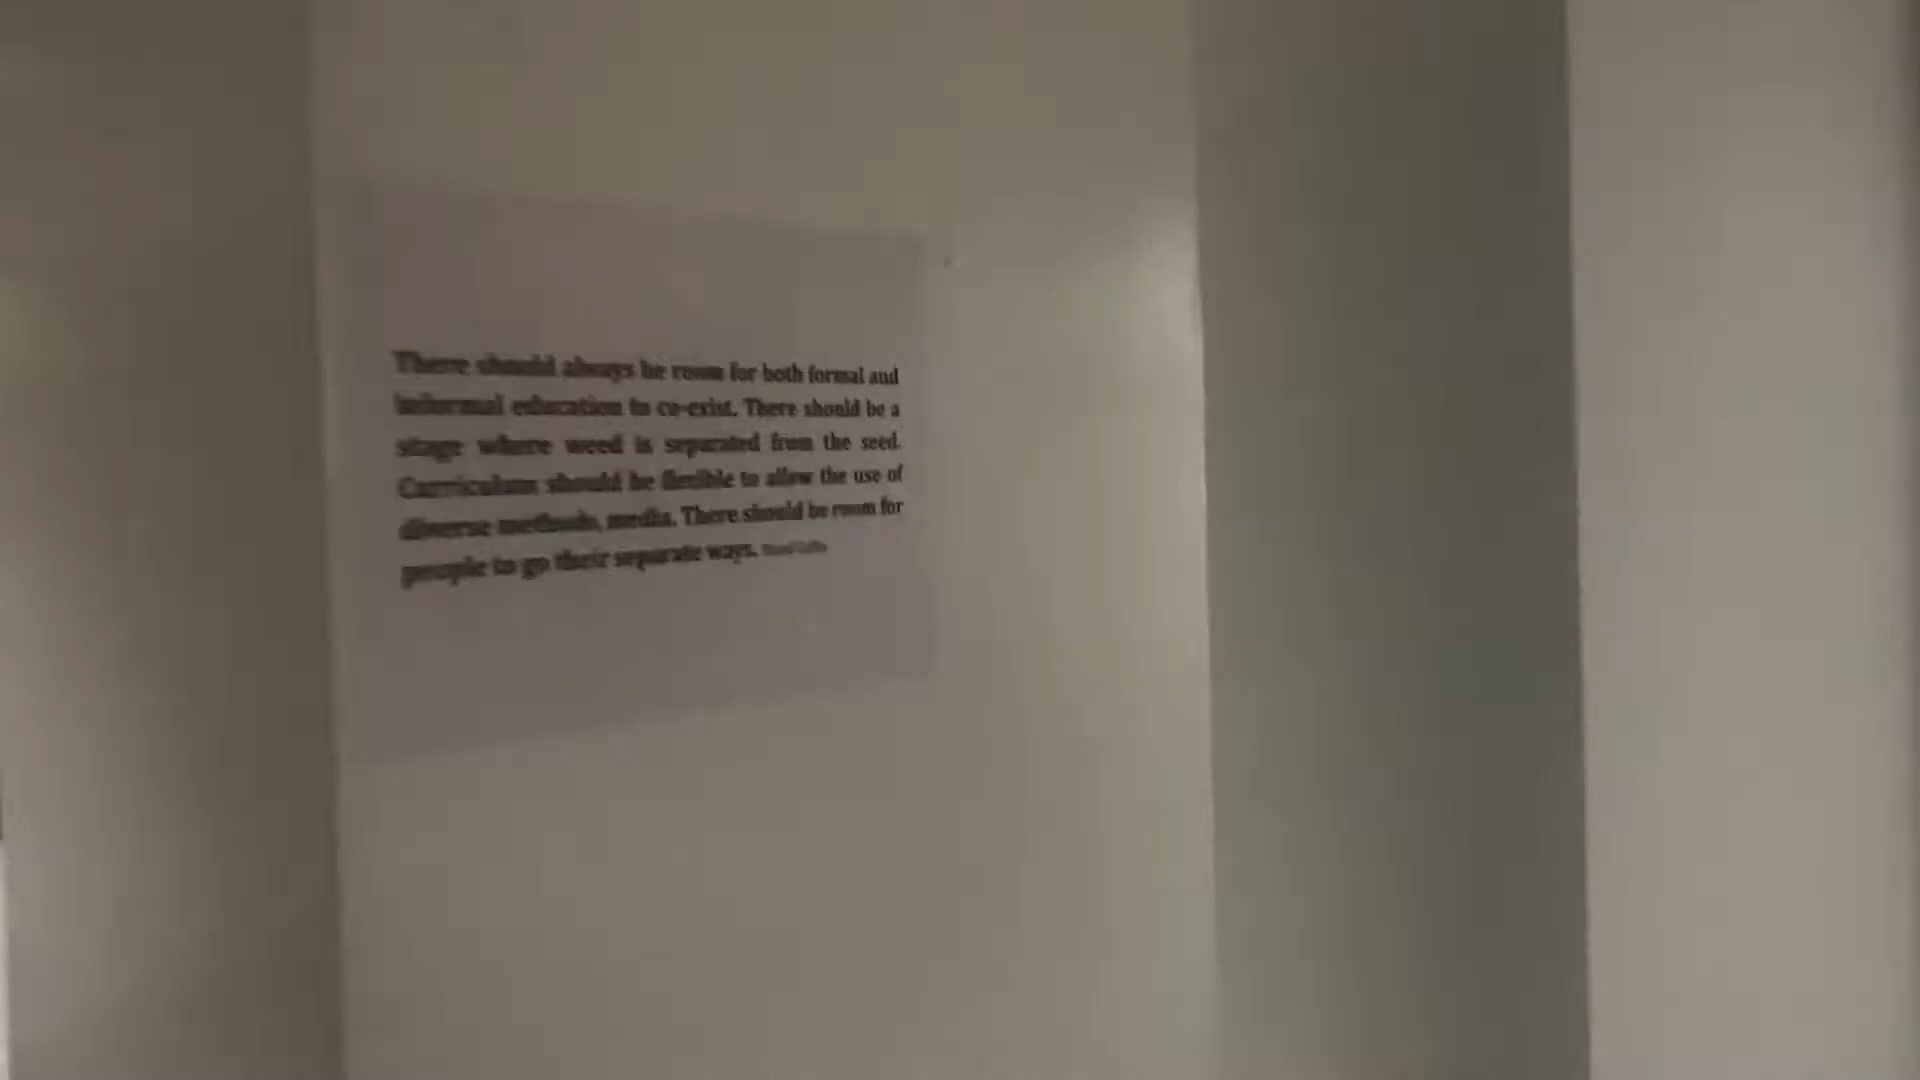 There should always be room for both formal and
informal education to co-exist. There should be a
stage where weed is separated from the seed.
Curriculum should be flexible to allow the use of
diverse methods, media. There should be room for
people to go their separate ways.